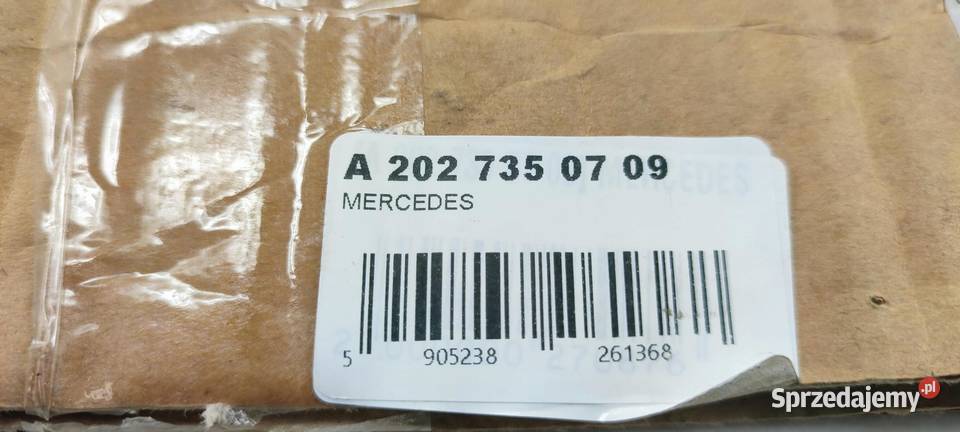 A 202 735 07 09
MERCEDES
5 905238 261368
Sprzedajemy.pl